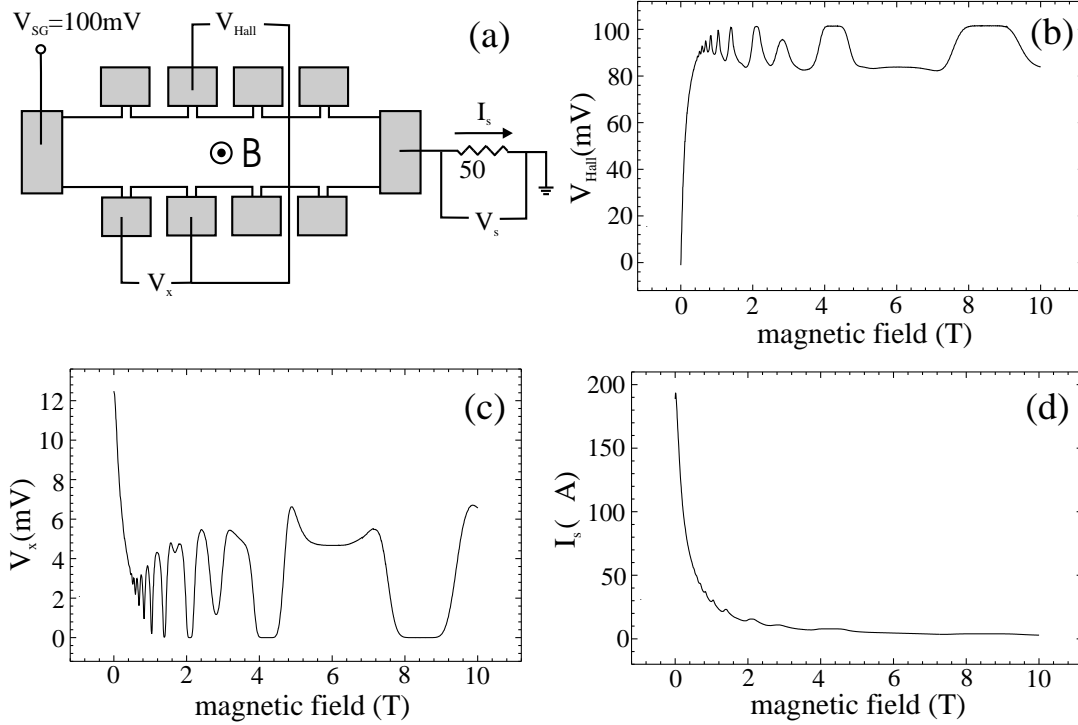 V_SG=100mV
V_Hall
(a)
I_s
B
50
V_s
V_x
(b)
V_Hall(mV)
100
80
60
40
20
0
0 2 4 6 8 10
magnetic field (T)
(c)
V_x(mV)
12
10
8
6
4
2
0
0 2 4 6 8 10
magnetic field (T)
(d)
I_s( A)
200
150
100
50
0
0 2 4 6 8 10
magnetic field (T)